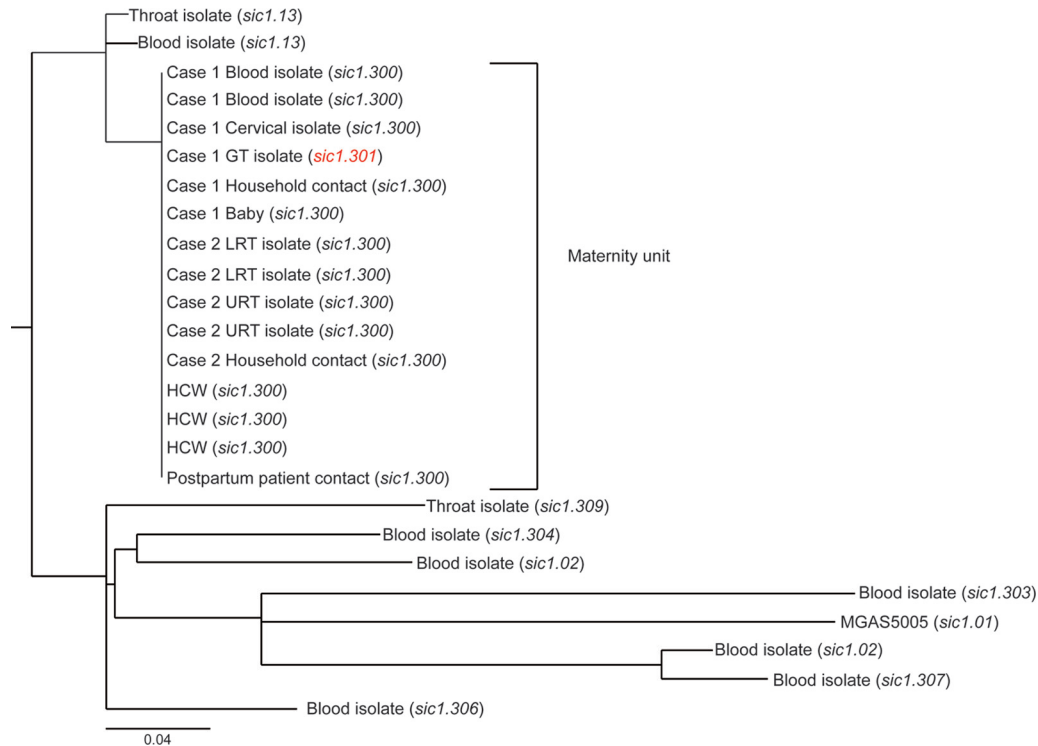 Throat isolate (sic1.13)
Blood isolate (sic1.13)
Case 1 Blood isolate (sic1.300)
Case 1 Blood isolate (sic1.300)
Case 1 Cervical isolate (sic1.300)
Case 1 GT isolate (sic1.301)
Case 1 Household contact (sic1.300)
Case 1 Baby (sic1.300)
Case 2 LRT isolate (sic1.300)
Maternity unit
Case 2 LRT isolate (sic1.300)
Case 2 URT isolate (sic1.300)
Case 2 URT isolate (sic1.300)
Case 2 Household contact (sic1.300)
HCW (sic1.300)
HCW (sic1.300)
HCW (sic1.300)
Postpartum patient contact (sic1.300)
Throat isolate (sic1.309)
Blood isolate (sic1.304)
Blood isolate (sic1.02)
Blood isolate (sic1.303)
MGAS5005 (sic1.01)
Blood isolate (sic1.02)
Blood isolate (sic1.307)
Blood isolate (sic1.306)
0.04